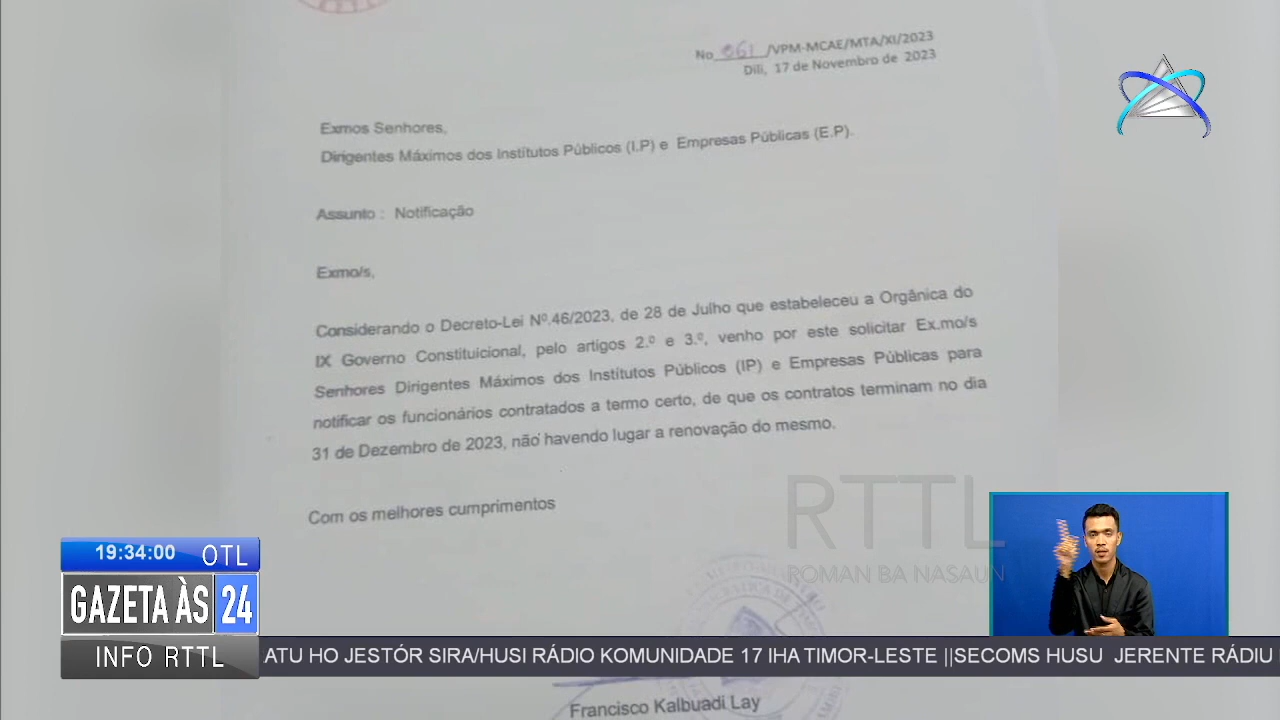 No 061 /VPM-MCAE/MTA/XI/2023
Dili, 17 de Novembro de 2023
Exmos Senhores,
Dirigentes Máximos dos Institutos Públicos (I.P) e Empresas Públicas (E.P).
Assunto : Notificação
Exmo/s,
Considerando o Decreto-Lei Nº.46/2023, de 28 de Julho que estabeleceu a Orgânica do
IX Governo Constituicional, pelo artigos 2.º e 3.º, venho por este solicitar Ex.mo/s
Senhores Dirigentes Máximos dos Institutos Públicos (IP) e Empresas Públicas para
notificar os funcionários contratados a termo certo, de que os contratos terminam no dia
31 de Dezembro de 2023, não havendo lugar a renovação do mesmo.
Com os melhores cumprimentos
Francisco Kalbuadi Lay
RTTL
ROMAN BA NASAUN
19:34:00 OTL
GAZETA ÀS 24
INFO RTTL
ATU HO JESTÓR SIRA/HUSI RÁDIO KOMUNIDADE 17 IHA TIMOR-LESTE ||SECOMS HUSU JERENTE RÁDIU